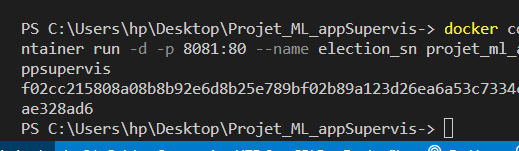 PS C:\Users\hp\Desktop\Projet_ML_appSupervis-> docker co
ntainer run -d -p 8081:80 --name election_sn projet_ml_a
ppsupervis
f02cc215808a08b8b92e6d8b25e789bf02b89a123d26ea6a53c7334
ae328ad6
PS C:\Users\hp\Desktop\Projet_ML_appSupervis->